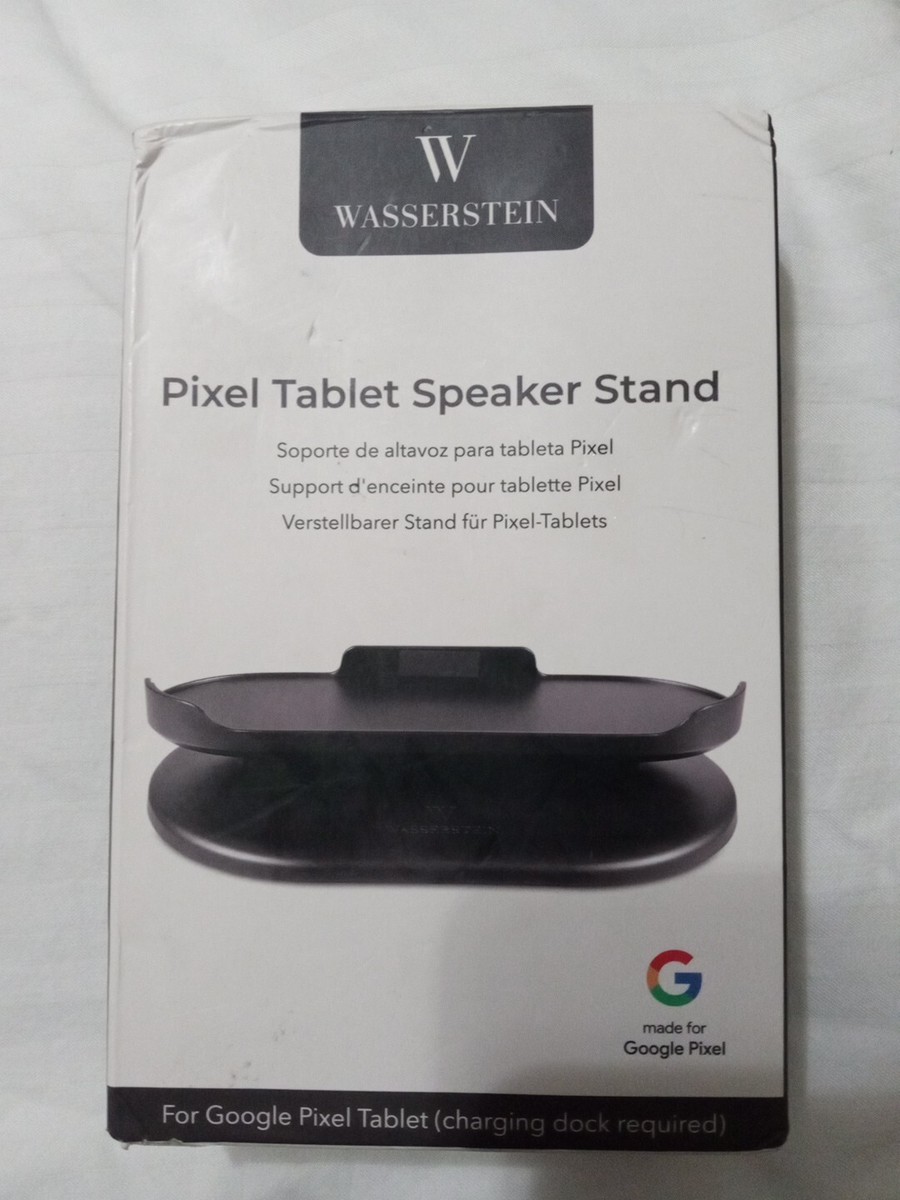 W
WASSERSTEIN
Pixel Tablet Speaker Stand
Soporte de altavoz para tableta Pixel
Support d'enceinte pour tablette Pixel
Verstellbarer Stand für Pixel-Tablets
WASSERSTEIN
G
made for
Google Pixel
For Google Pixel Tablet (charging dock required)